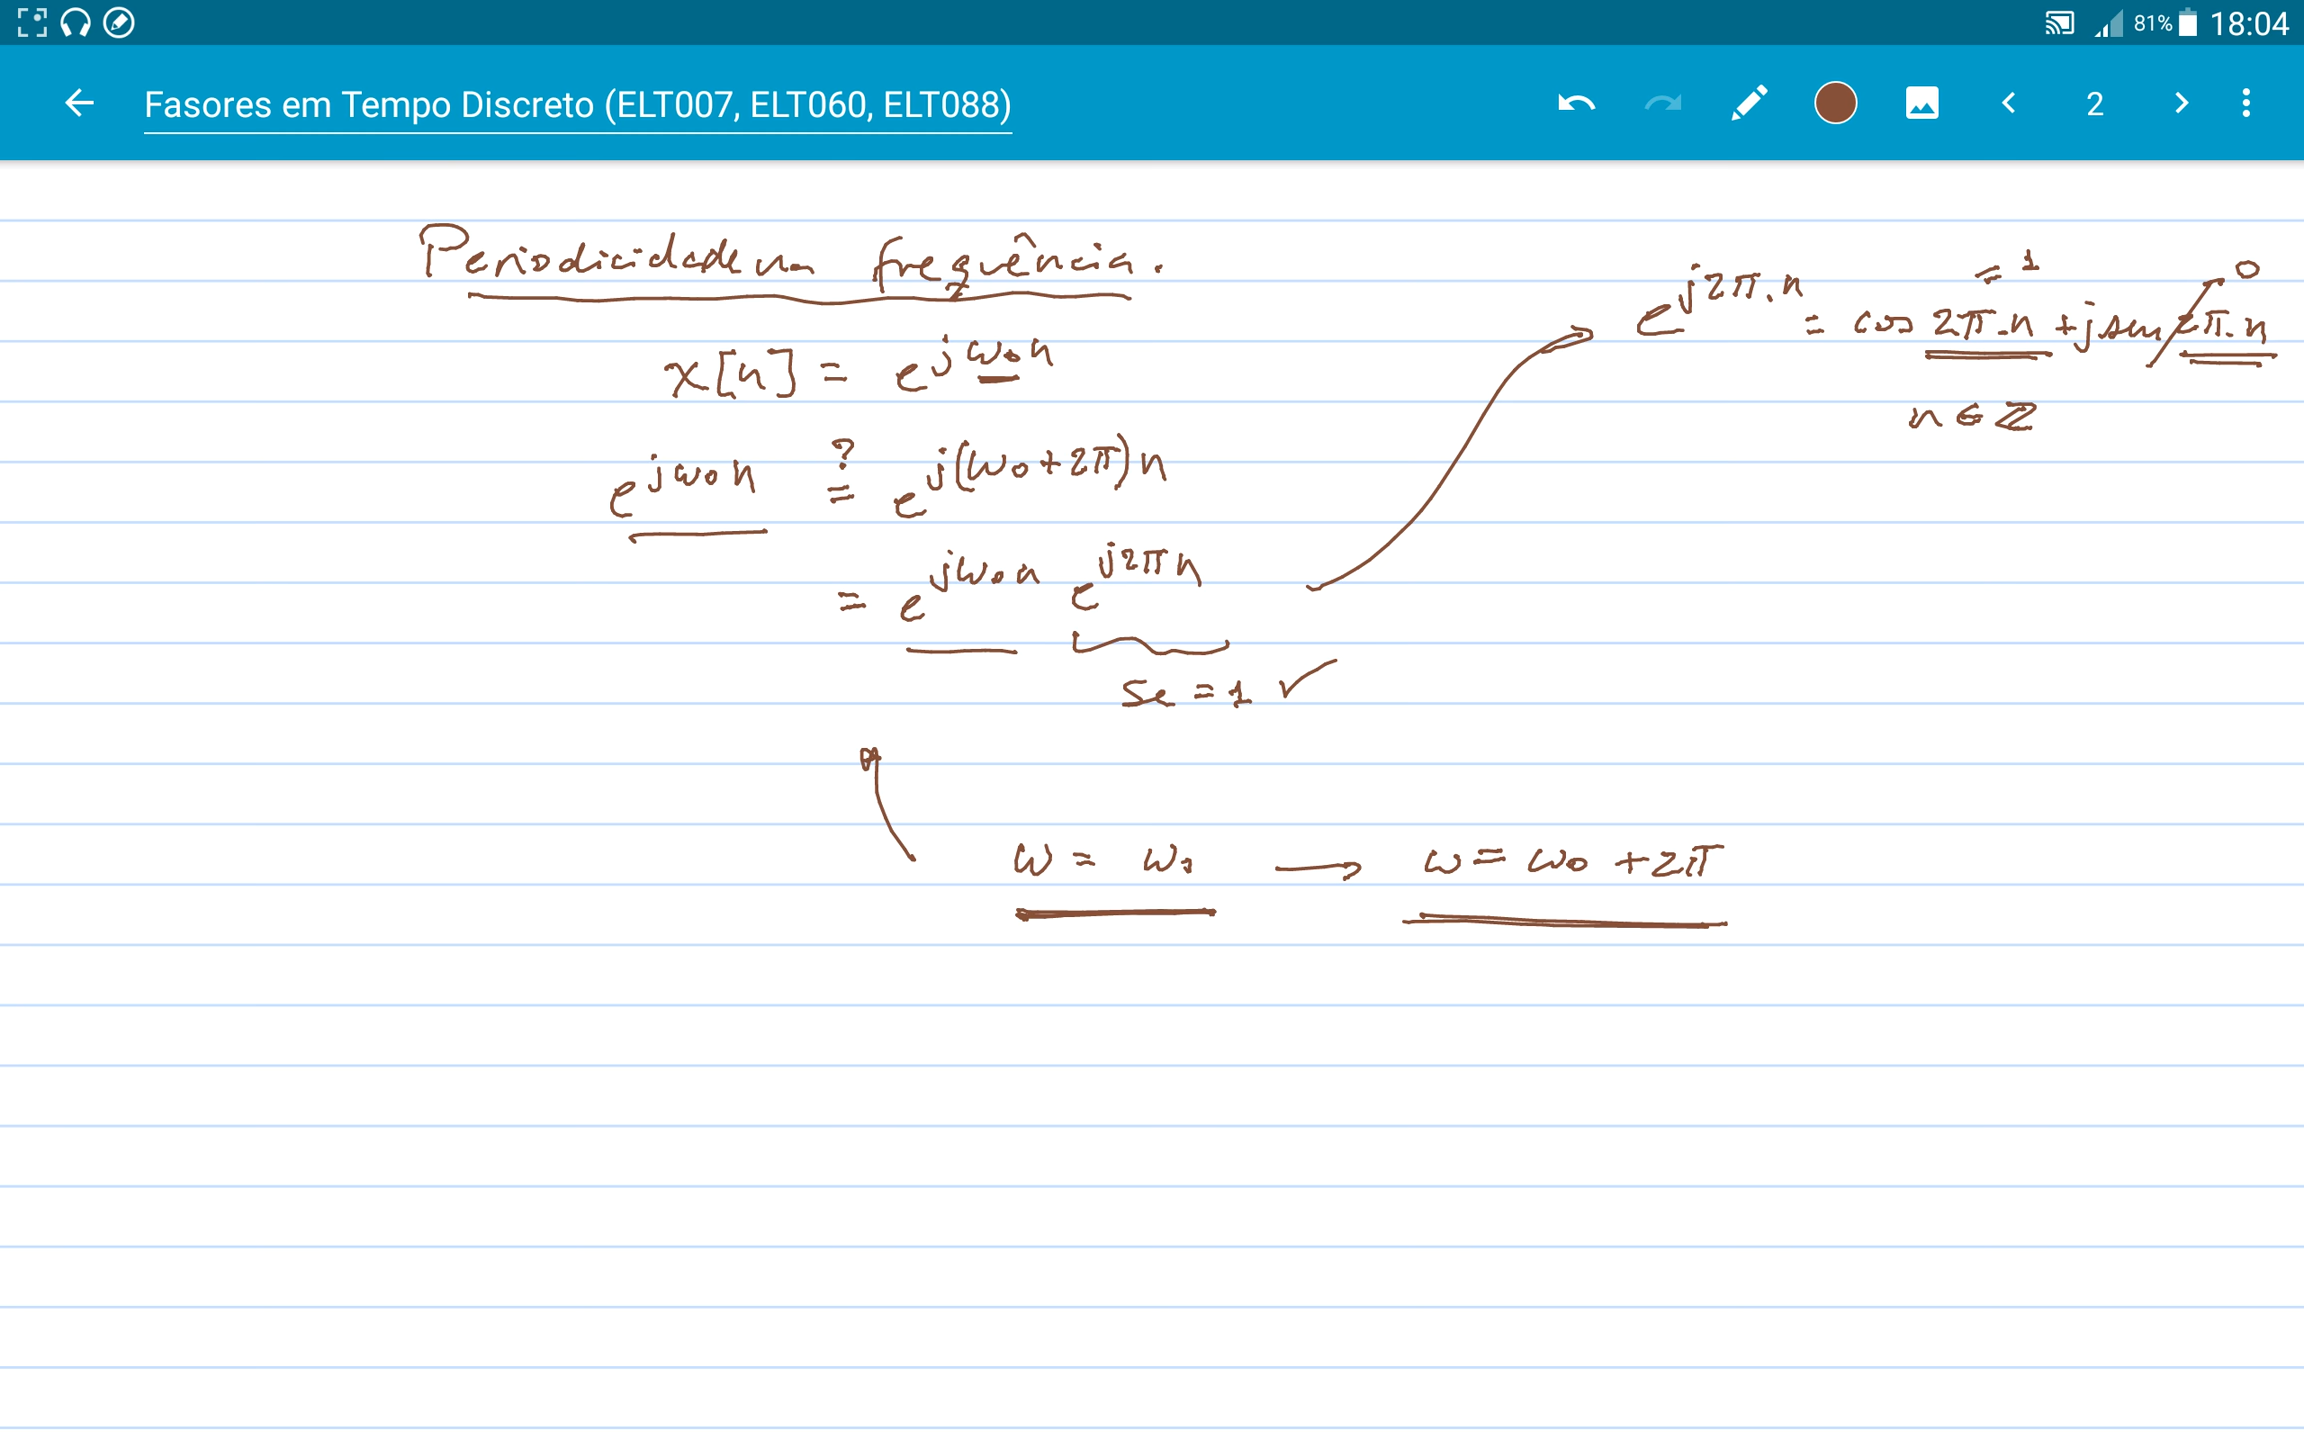 81% 18:04
Fasores em Tempo Discreto (ELT007, ELT060, ELT088) 2
Periodicidade na frequência.
x[n] = e^{jω₀n}
e^{jω₀n} ?= e^{j(ω₀+2π)n}
= e^{jω₀n} e^{j2πn}
se = 1 ✓
ω = ω₀ → ω = ω₀ + 2π
e^{j2π.n} = cos 2π.n + j sen 2π.n
= 1
0
n ∈ ℤ